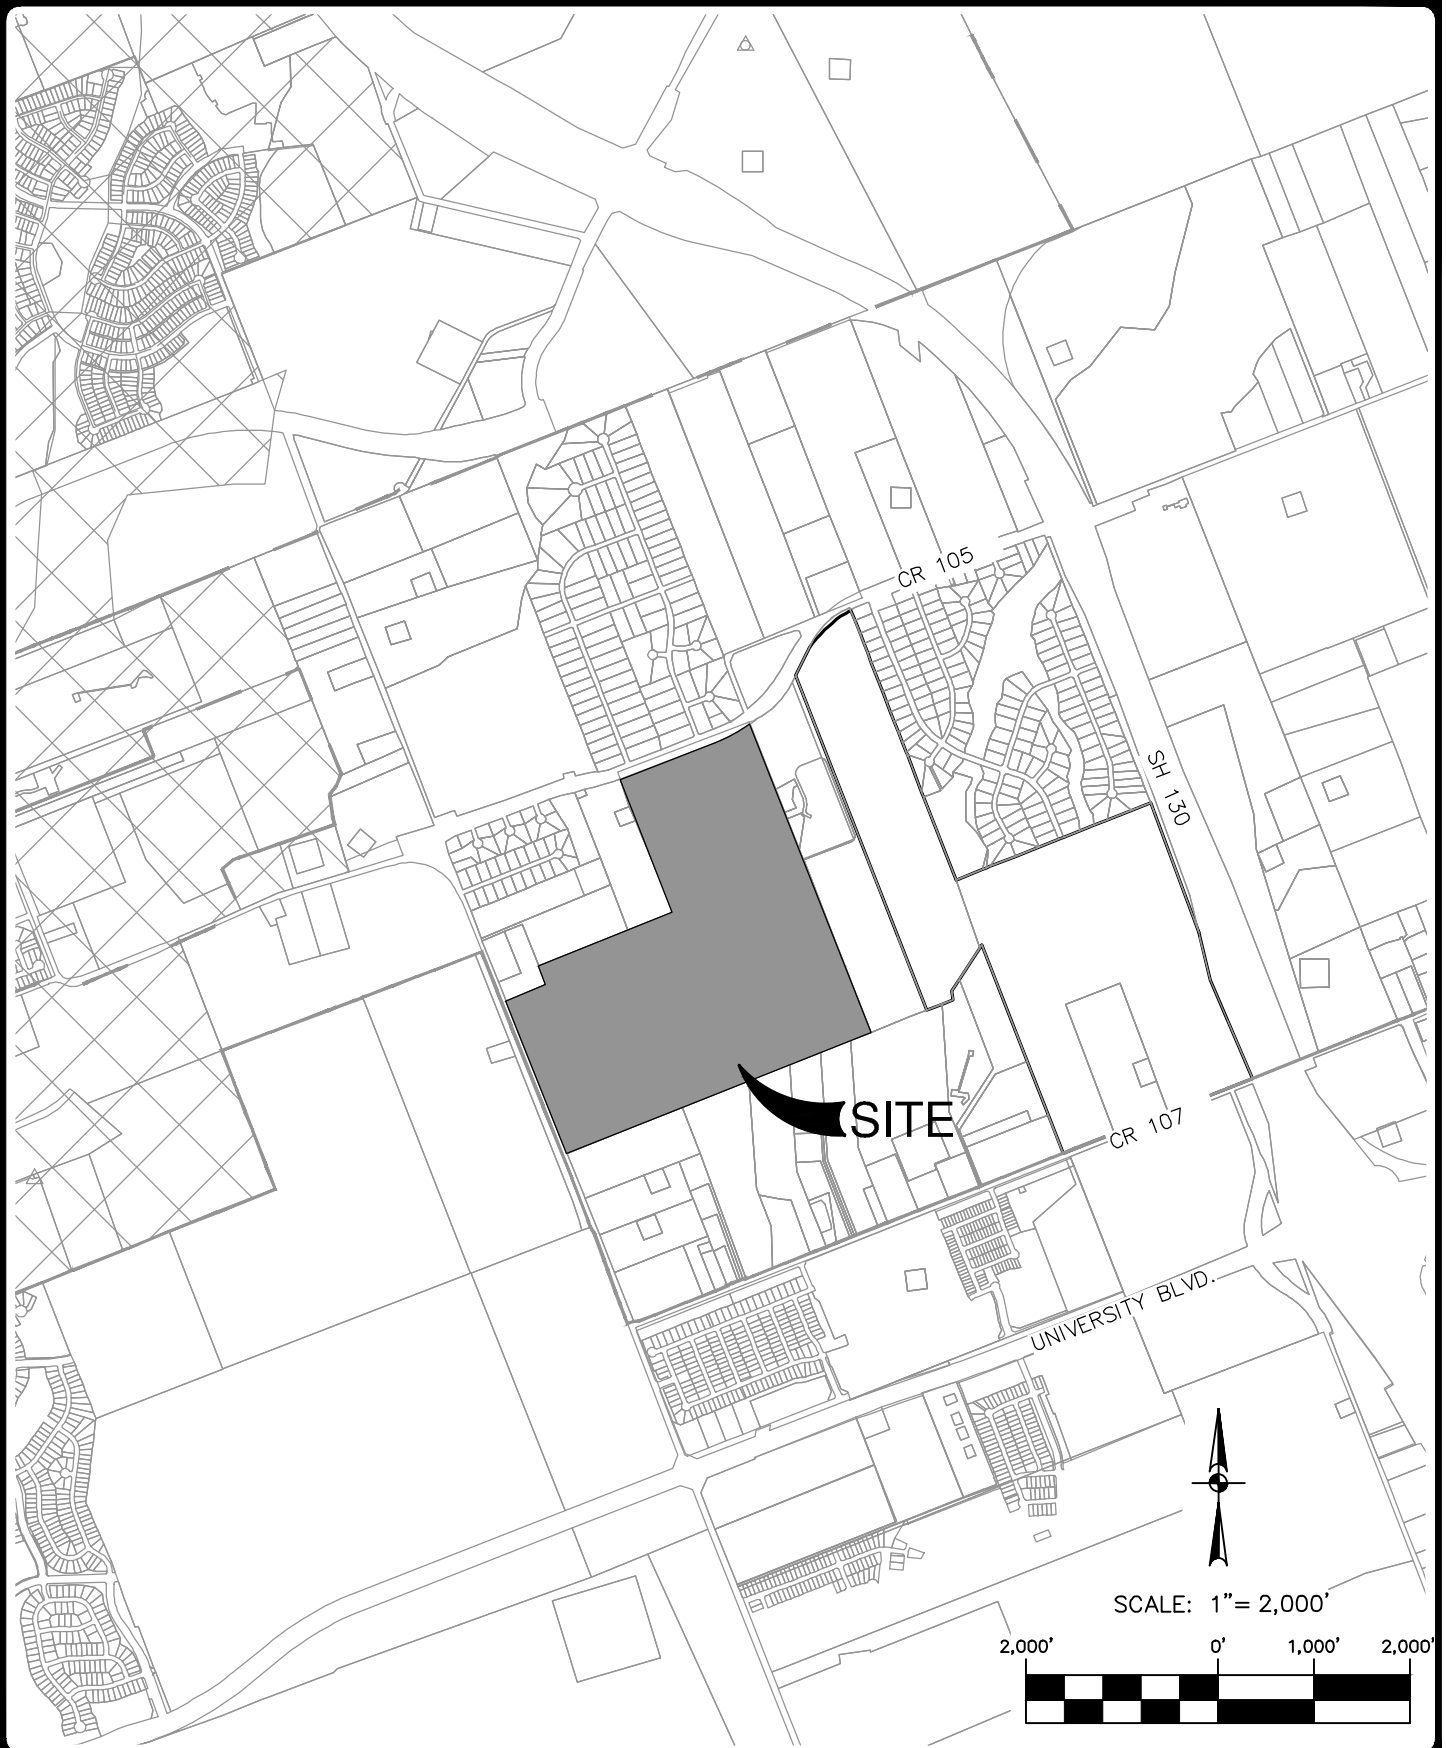 CR 105
SH 130
SITE
CR 107
UNIVERSITY BLVD.
SCALE: 1"= 2,000'
2,000' 0' 1,000' 2,000'